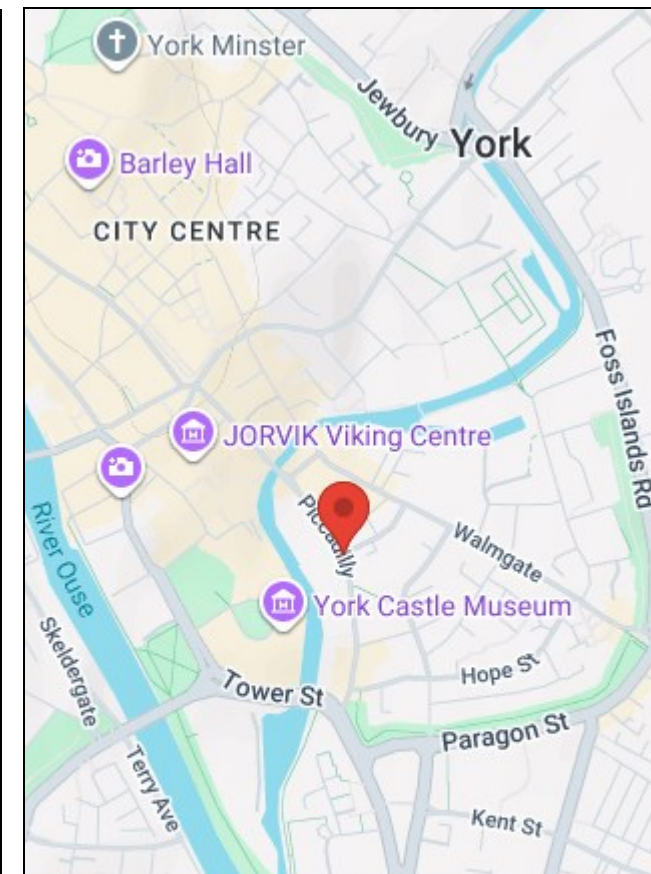 York Minster
Jewbury
York
Barley Hall
CITY CENTRE
Foss Islands Rd
JORVIK Viking Centre
River Ouse
Piccadilly
Walmgate
York Castle Museum
Skeldergate
Hope St
Tower St
Paragon St
Terry Ave
Kent St